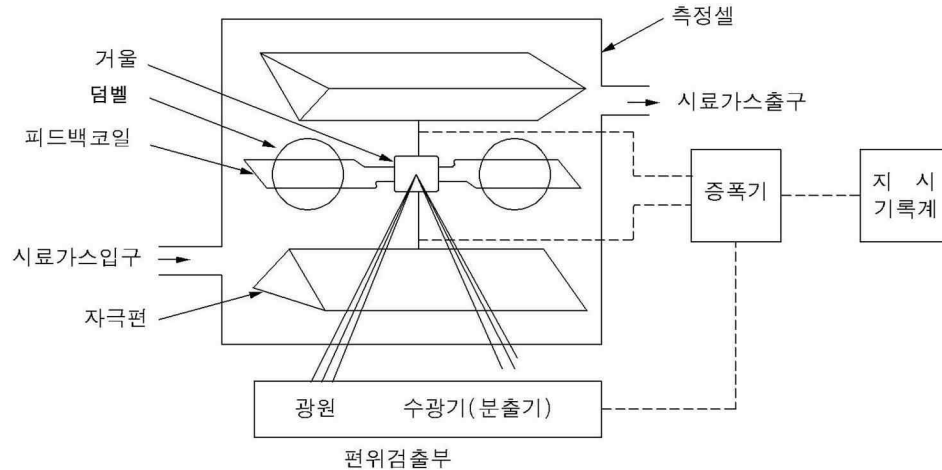 측정셀
거울
덤벨
피드백코일
시료가스출구
증폭기
지 시
기록계
시료가스입구
자극편
광원
수광기(분출기)
편위검출부